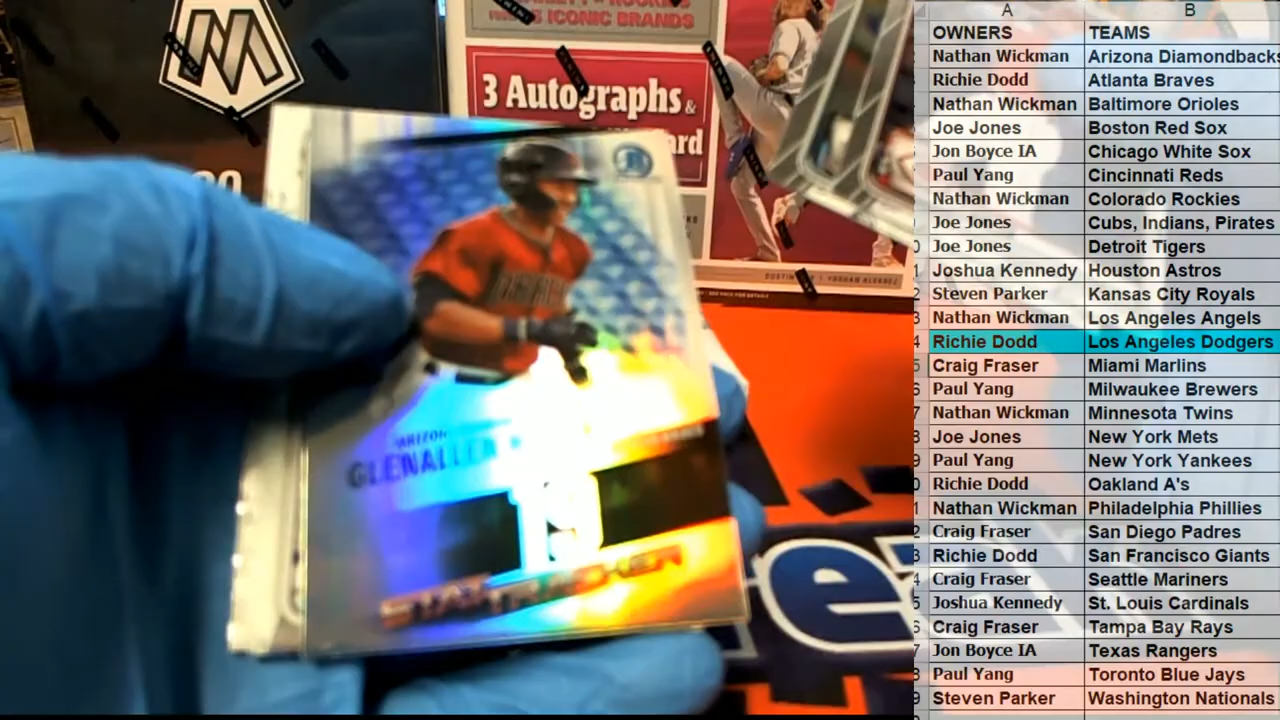 ICONIC BRANDS
3 Autographs &
ard
GLENALLEN
STAT TRACKER
A B
OWNERS TEAMS
Nathan Wickman Arizona Diamondbacks
Richie Dodd Atlanta Braves
Nathan Wickman Baltimore Orioles
Joe Jones Boston Red Sox
Jon Boyce IA Chicago White Sox
Paul Yang Cincinnati Reds
Nathan Wickman Colorado Rockies
Joe Jones Cubs, Indians, Pirates
Joe Jones Detroit Tigers
Joshua Kennedy Houston Astros
Steven Parker Kansas City Royals
Nathan Wickman Los Angeles Angels
Richie Dodd Los Angeles Dodgers
Craig Fraser Miami Marlins
Paul Yang Milwaukee Brewers
Nathan Wickman Minnesota Twins
Joe Jones New York Mets
Paul Yang New York Yankees
Richie Dodd Oakland A's
Nathan Wickman Philadelphia Phillies
Craig Fraser San Diego Padres
Richie Dodd San Francisco Giants
Craig Fraser Seattle Mariners
Joshua Kennedy St. Louis Cardinals
Craig Fraser Tampa Bay Rays
Jon Boyce IA Texas Rangers
Paul Yang Toronto Blue Jays
Steven Parker Washington Nationals